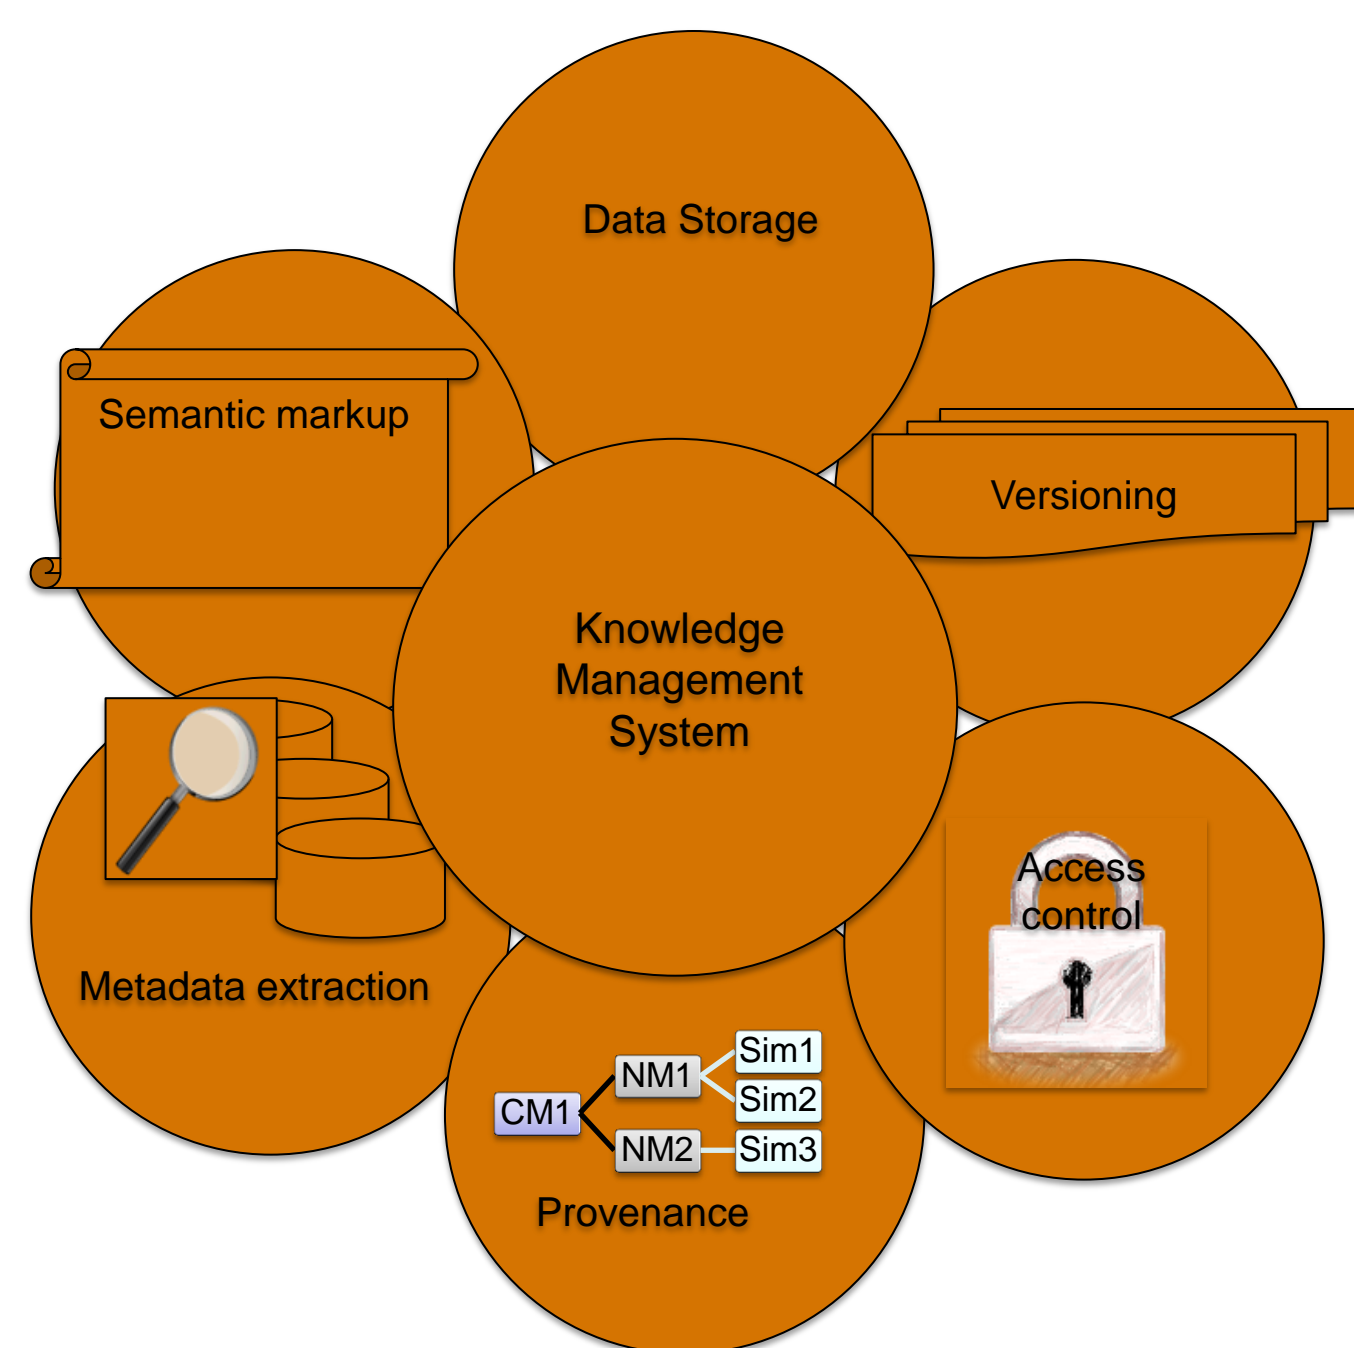 Data Storage
Semantic markup
Versioning
Knowledge
Management
System
Access
control
Metadata extraction
CM1
NM1
NM2
Sim1
Sim2
Sim3
Provenance